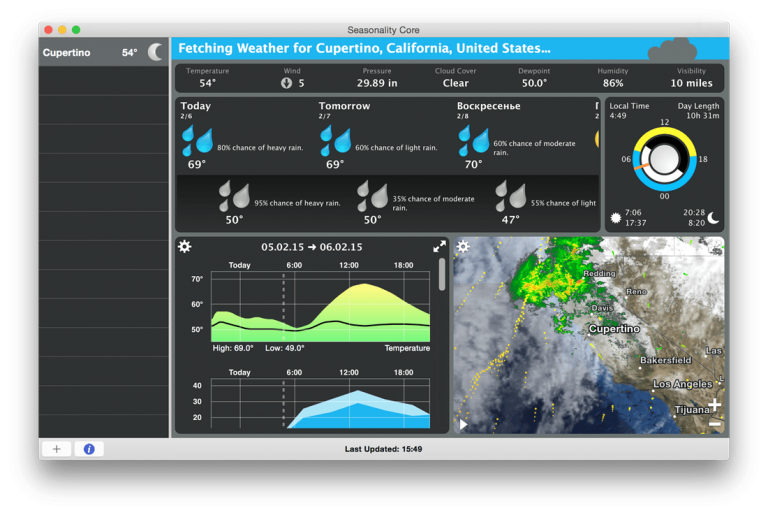 Seasonality Core
Cupertino 54°
Fetching Weather for Cupertino, California, United States...
Temperature Wind Pressure Cloud Cover Dewpoint Humidity Visibility
54° 5 29.89 in Clear 50.0° 86% 10 miles
Today Tomorrow Воскресенье
2/6 2/7 2/8
80% chance of heavy rain. 60% chance of light rain. 60% chance of moderate
rain.
69° 69° 70°
95% chance of heavy rain. 35% chance of moderate
rain. 55% chance of light
50° 50° 47°
Local Time Day Length
4:49 10h 31m
12
06 18
00
7:06 20:28
17:37 8:20
05.02.15 → 06.02.15
Today 6:00 12:00 18:00
70°
60°
50°
High: 69.0° Low: 49.0° Temperature
Today 6:00 12:00 18:00
40
30
20
Redding
Reno
Davis
Cupertino
Las
Bakersfield
Los Angeles
Tijuana
Last Updated: 15:49